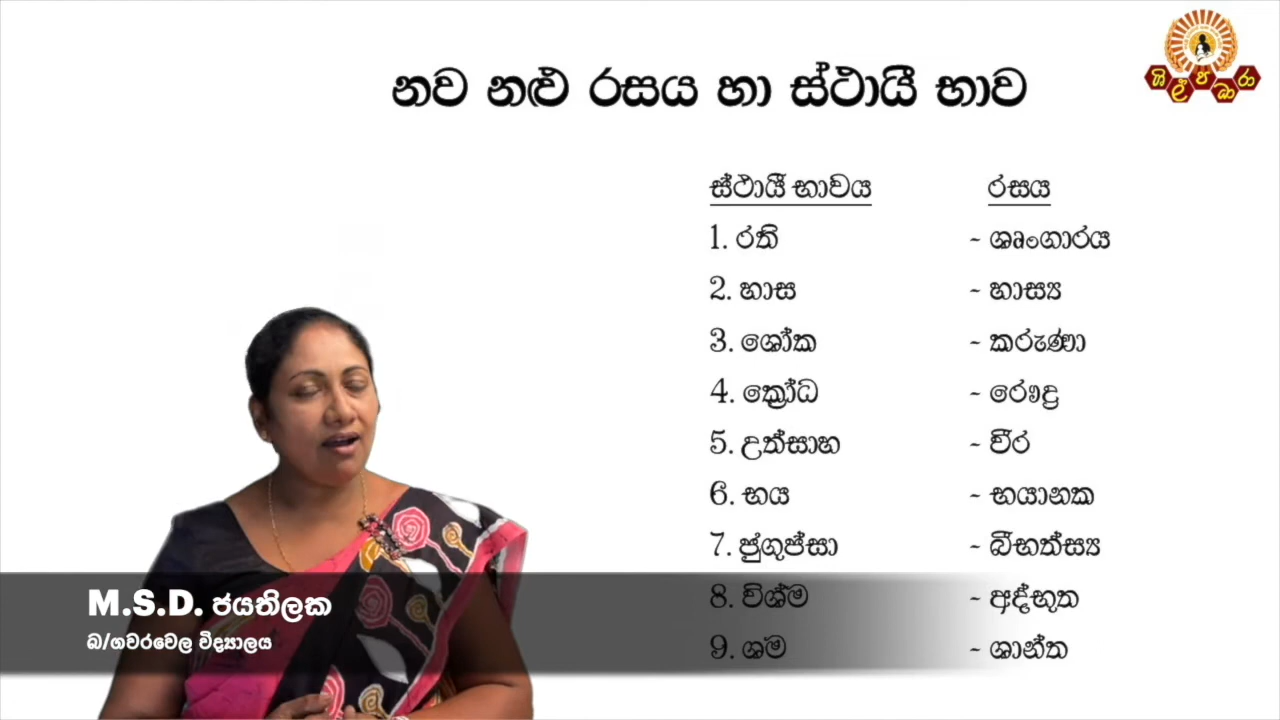 නව නළු රසය හා ස්ථායී භාව
ශිල්ප ධාරා
ස්ථායී භාවය රසය
1. රති - ශෘංගාරය
2. හාස - හාස්‍ය
3. ශෝක - කරුණා
4. ක්‍රෝධ - රෞද්‍ර
5. උත්සාහ - වීර
6. භය - භයානක
7. ජුගුප්සා - බීභත්ස්‍ය
8. විශ්ම - අද්භුත
9. ශම - ශාන්ත
M.S.D. ජයතිලක
බ/ගවරවෙල විද්‍යාලය